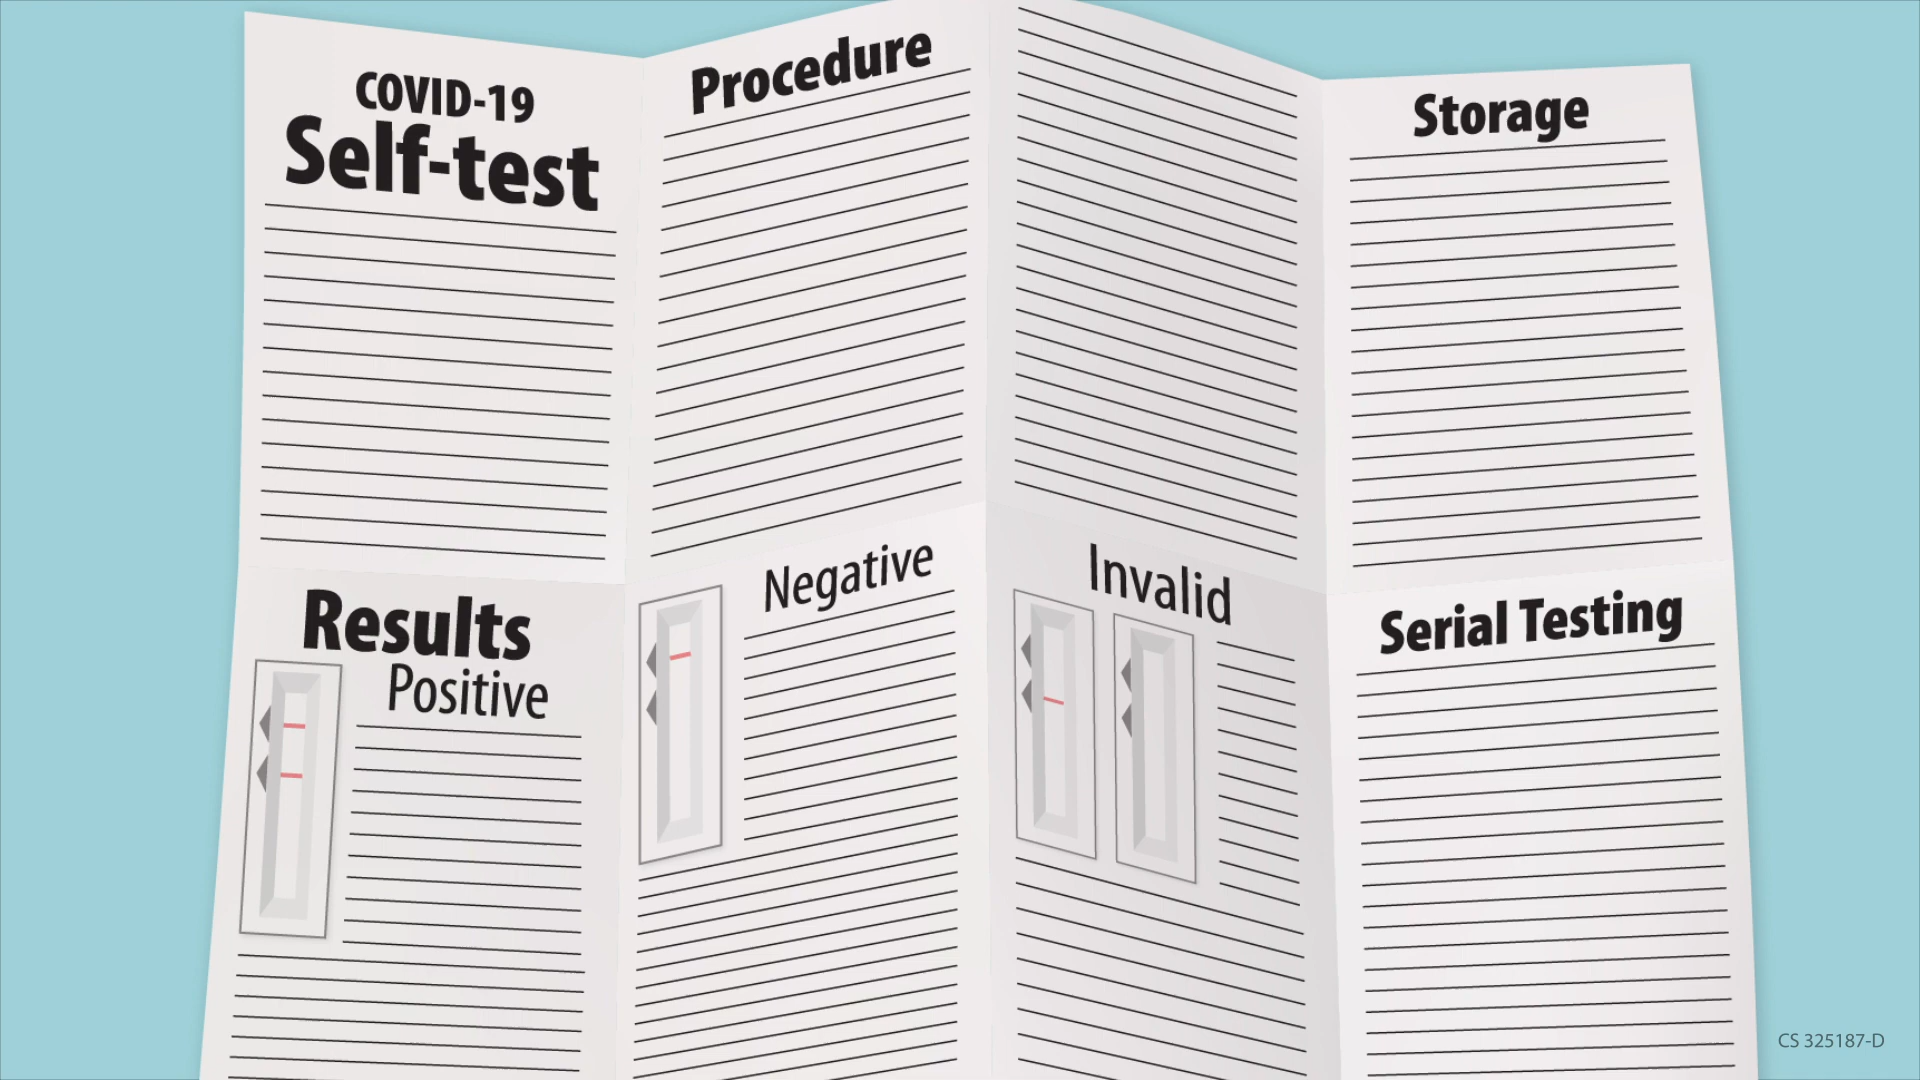 COVID-19
Self-test
Procedure
Storage
Results
Positive
Negative
Invalid
Serial Testing
CS 325187-D